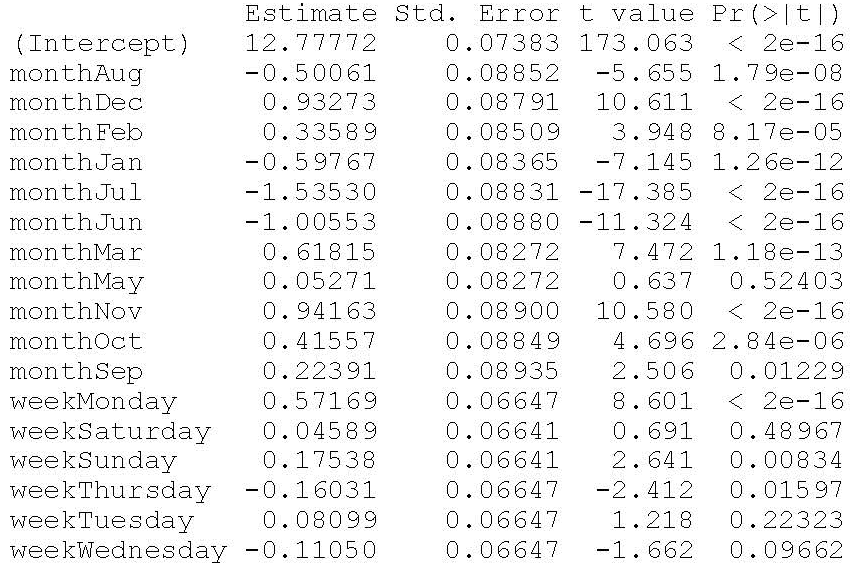 Estimate Std. Error t value Pr(>|t|)
(Intercept) 12.77772 0.07383 173.063 < 2e-16
monthAug -0.50061 0.08852 -5.655 1.79e-08
monthDec 0.93273 0.08791 10.611 < 2e-16
monthFeb 0.33589 0.08509 3.948 8.17e-05
monthJan -0.59767 0.08365 -7.145 1.26e-12
monthJul -1.53530 0.08831 -17.385 < 2e-16
monthJun -1.00553 0.08880 -11.324 < 2e-16
monthMar 0.61815 0.08272 7.472 1.18e-13
monthMay 0.05271 0.08272 0.637 0.52403
monthNov 0.94163 0.08900 10.580 < 2e-16
monthOct 0.41557 0.08849 4.696 2.84e-06
monthSep 0.22391 0.08935 2.506 0.01229
weekMonday 0.57169 0.06647 8.601 < 2e-16
weekSaturday 0.04589 0.06641 0.691 0.48967
weekSunday 0.17538 0.06641 2.641 0.00834
weekThursday -0.16031 0.06647 -2.412 0.01597
weekTuesday 0.08099 0.06647 1.218 0.22323
weekWednesday -0.11050 0.06647 -1.662 0.09662